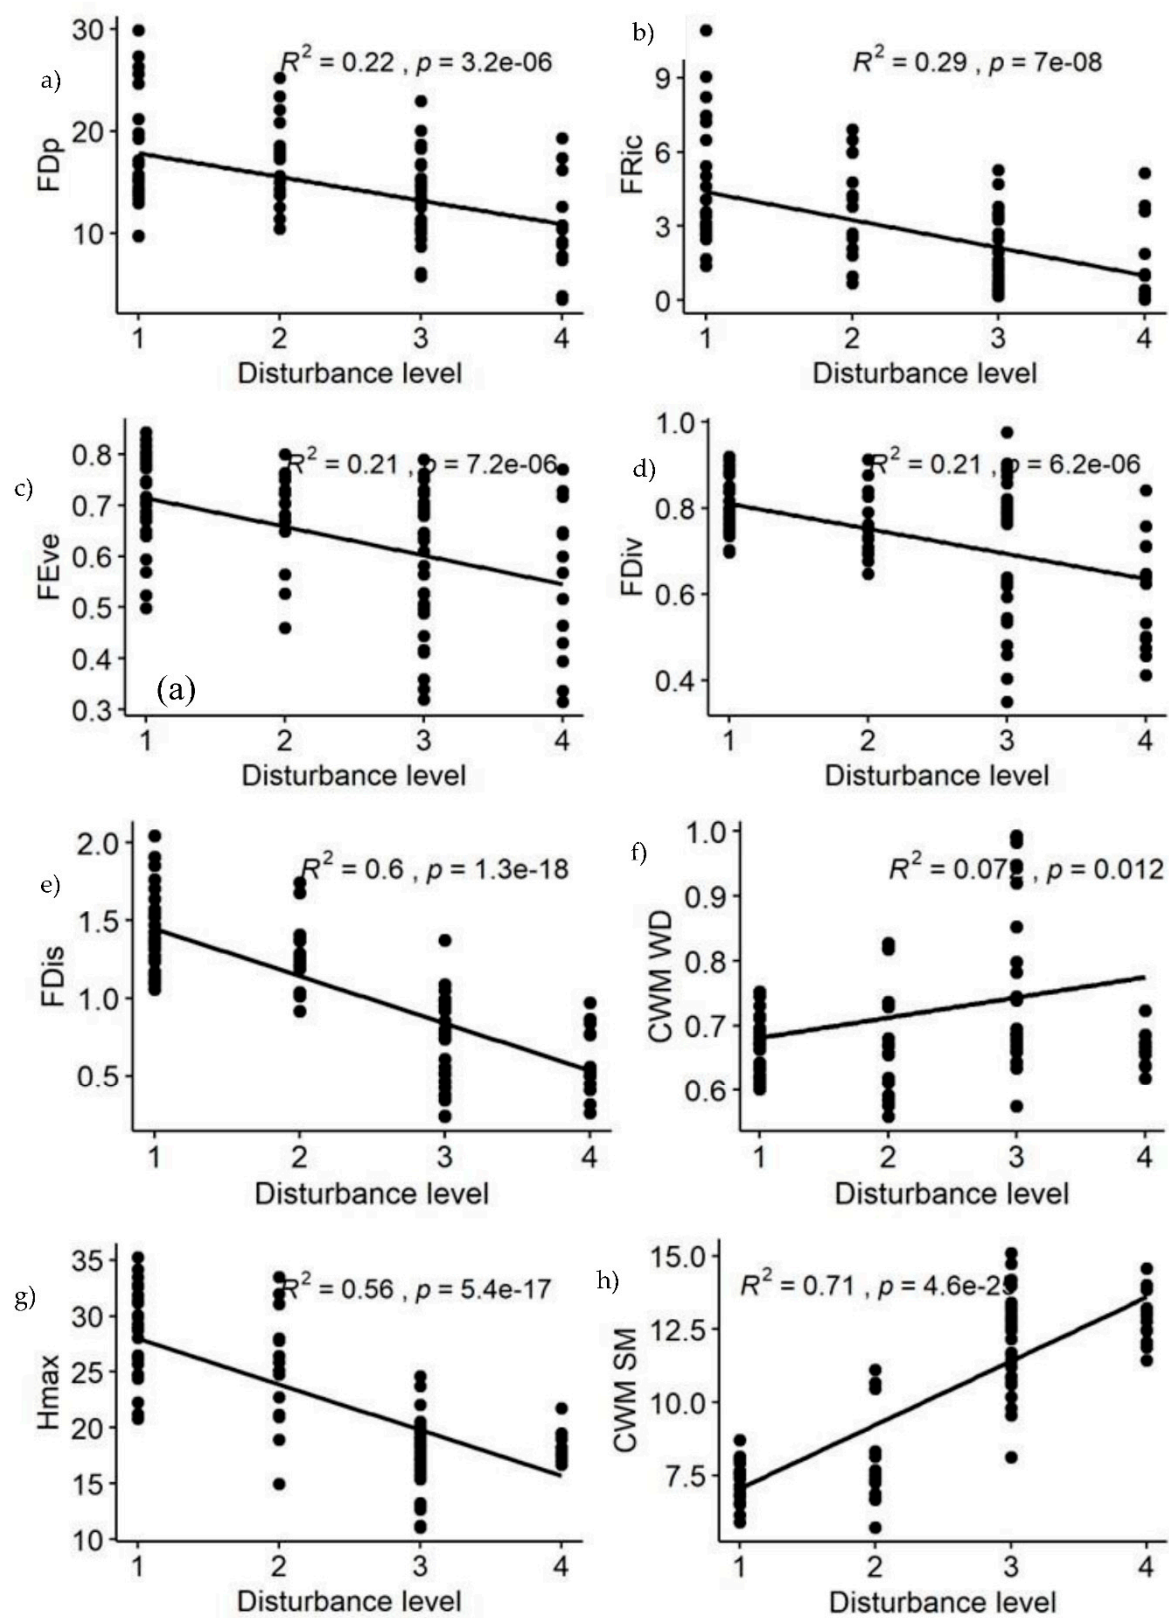 a)
R² = 0.22 , p = 3.2e-06
30
20
10
FDp
1 2 3 4
Disturbance level
b)
R² = 0.29 , p = 7e-08
9
6
3
0
FRic
1 2 3 4
Disturbance level
c)
R² = 0.21 , p = 7.2e-06
0.8
0.7
0.6
0.5
0.4
0.3
FEve
(a)
1 2 3 4
Disturbance level
d)
R² = 0.21 , p = 6.2e-06
1.0
0.8
0.6
0.4
FDiv
1 2 3 4
Disturbance level
e)
R² = 0.6 , p = 1.3e-18
2.0
1.5
1.0
0.5
FDis
1 2 3 4
Disturbance level
f)
R² = 0.07 , p = 0.012
1.0
0.9
0.8
0.7
0.6
CWM WD
1 2 3 4
Disturbance level
g)
R² = 0.56 , p = 5.4e-17
35
30
25
20
15
10
Hmax
1 2 3 4
Disturbance level
h)
R² = 0.71 , p = 4.6e-2
15.0
12.5
10.0
7.5
CWM SM
1 2 3 4
Disturbance level